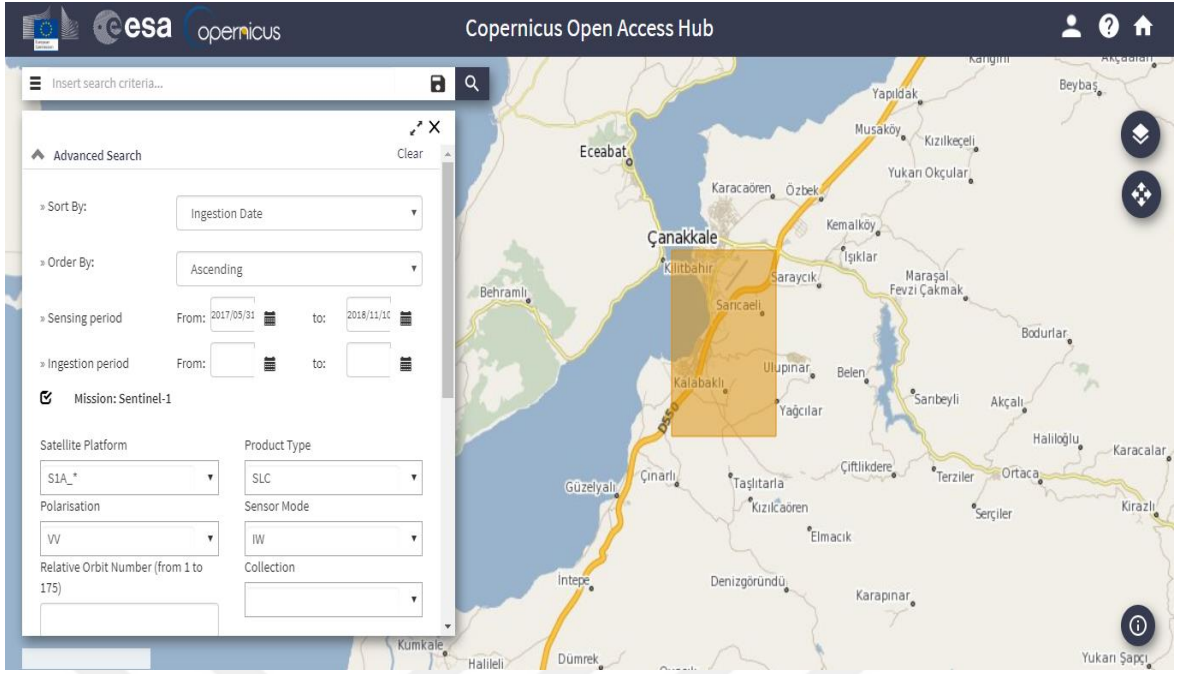 esa
opernicus
Copernicus Open Access Hub
Insert search criteria...
Advanced Search
Clear
» Sort By:
Ingestion Date
» Order By:
Ascending
» Sensing period From: 2017/05/31 to: 2018/11/10
» Ingestion period From: to:
Mission: Sentinel-1
Satellite Platform Product Type
S1A_* SLC
Polarisation Sensor Mode
VV IW
Relative Orbit Number (from 1 to
175)
Collection
Beybaş
Yapıldak
Musaköy
Kızılkeçeli
Eceabat
Yukarı Okçular
Karacaören
Özbek
Kemalköy
Çanakkale
Işıklar
Kilitbahir
Saraycık
Maraşal
Fevzi Çakmak
Behramlı
Sarıcaeli
Bodurlar
Ulupınar
Belen
Kalabaklı
Sarıbeyli
Akçalı
Yağcılar
D550
Haliloğlu
Karacalar
Çiftlikdere
Terziler
Ortaca
Çınarlı
Güzelyalı
Taşlıtarla
Kızılcaören
Serçiler
Kirazlı
Elmacık
İntepe
Denizgöründü
Karapınar
Kumkale
Halileli
Dümrek
Yukarı Şapçı